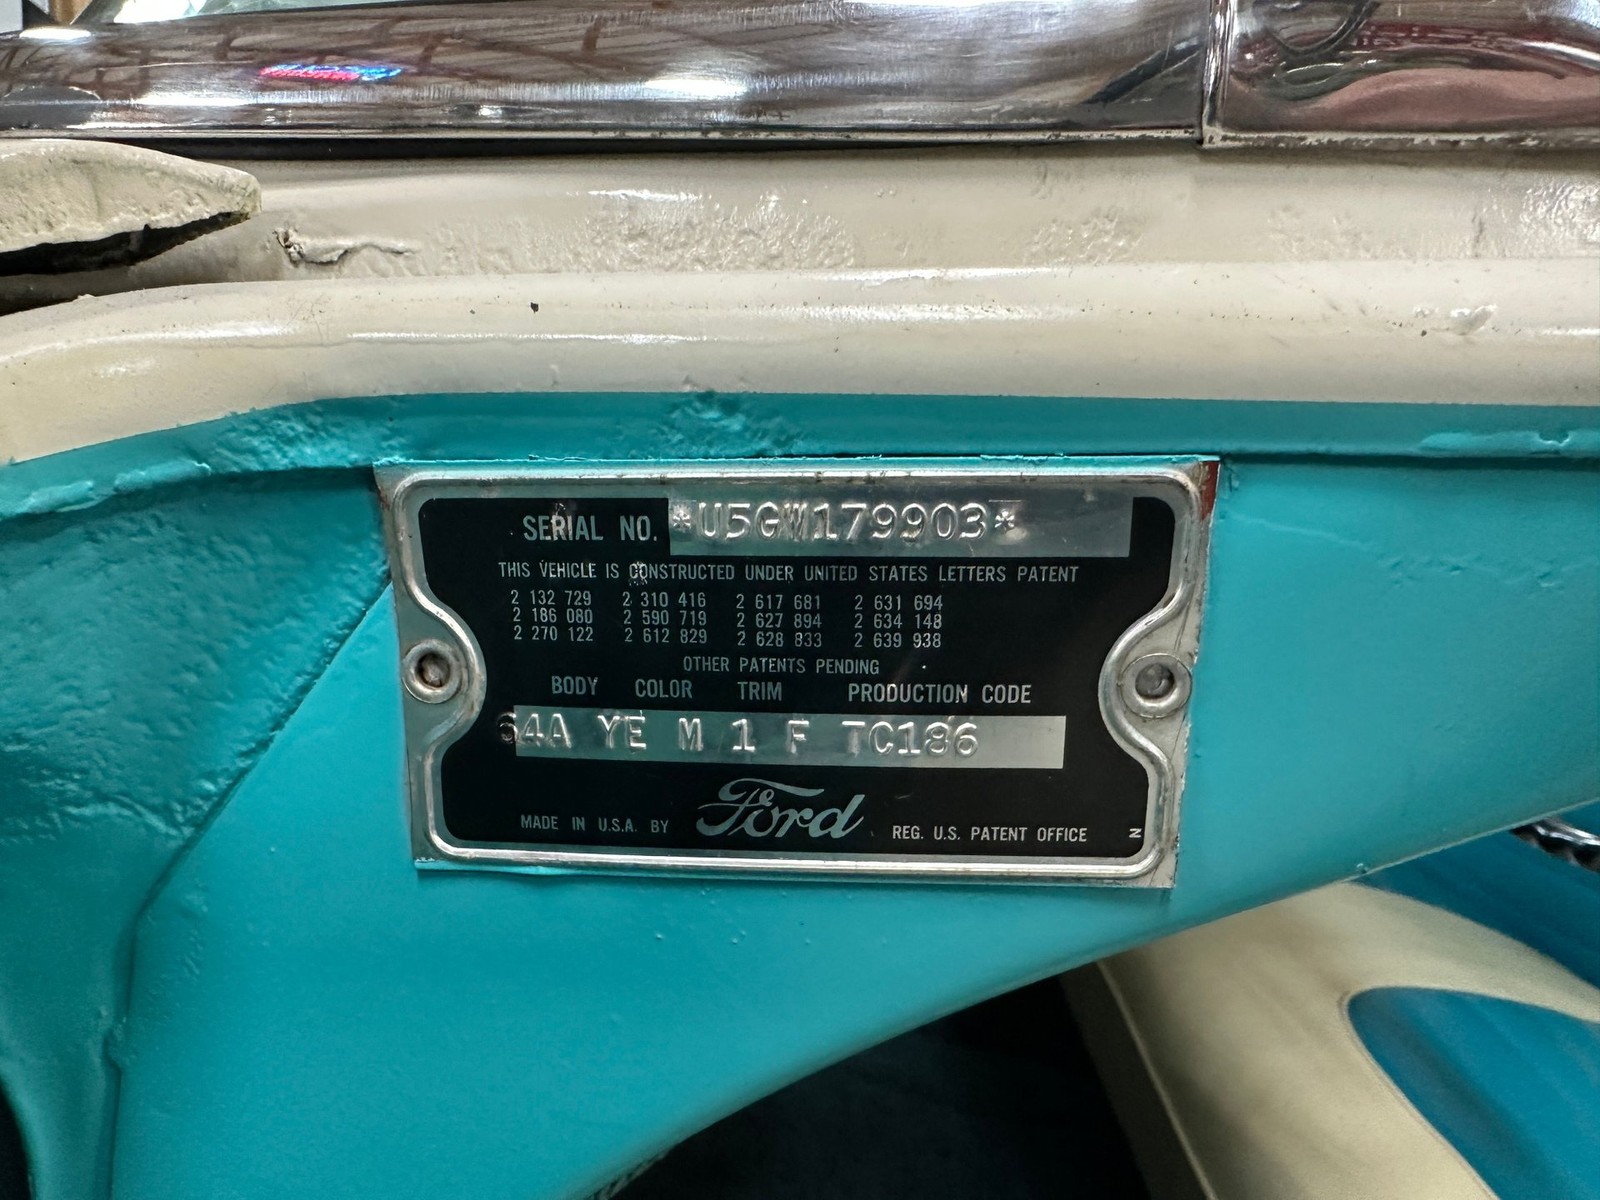 SERIAL NO. *U5GW179903*
THIS VEHICLE IS CONSTRUCTED UNDER UNITED STATES LETTERS PATENT
2 132 729 2 310 416 2 617 681 2 631 694
2 186 080 2 590 719 2 627 894 2 634 148
2 270 122 2 612 829 2 628 833 2 639 938
OTHER PATENTS PENDING
BODY COLOR TRIM PRODUCTION CODE
64A YE M 1 F TC186
MADE IN U.S.A. BY Ford REG. U.S. PATENT OFFICE
N